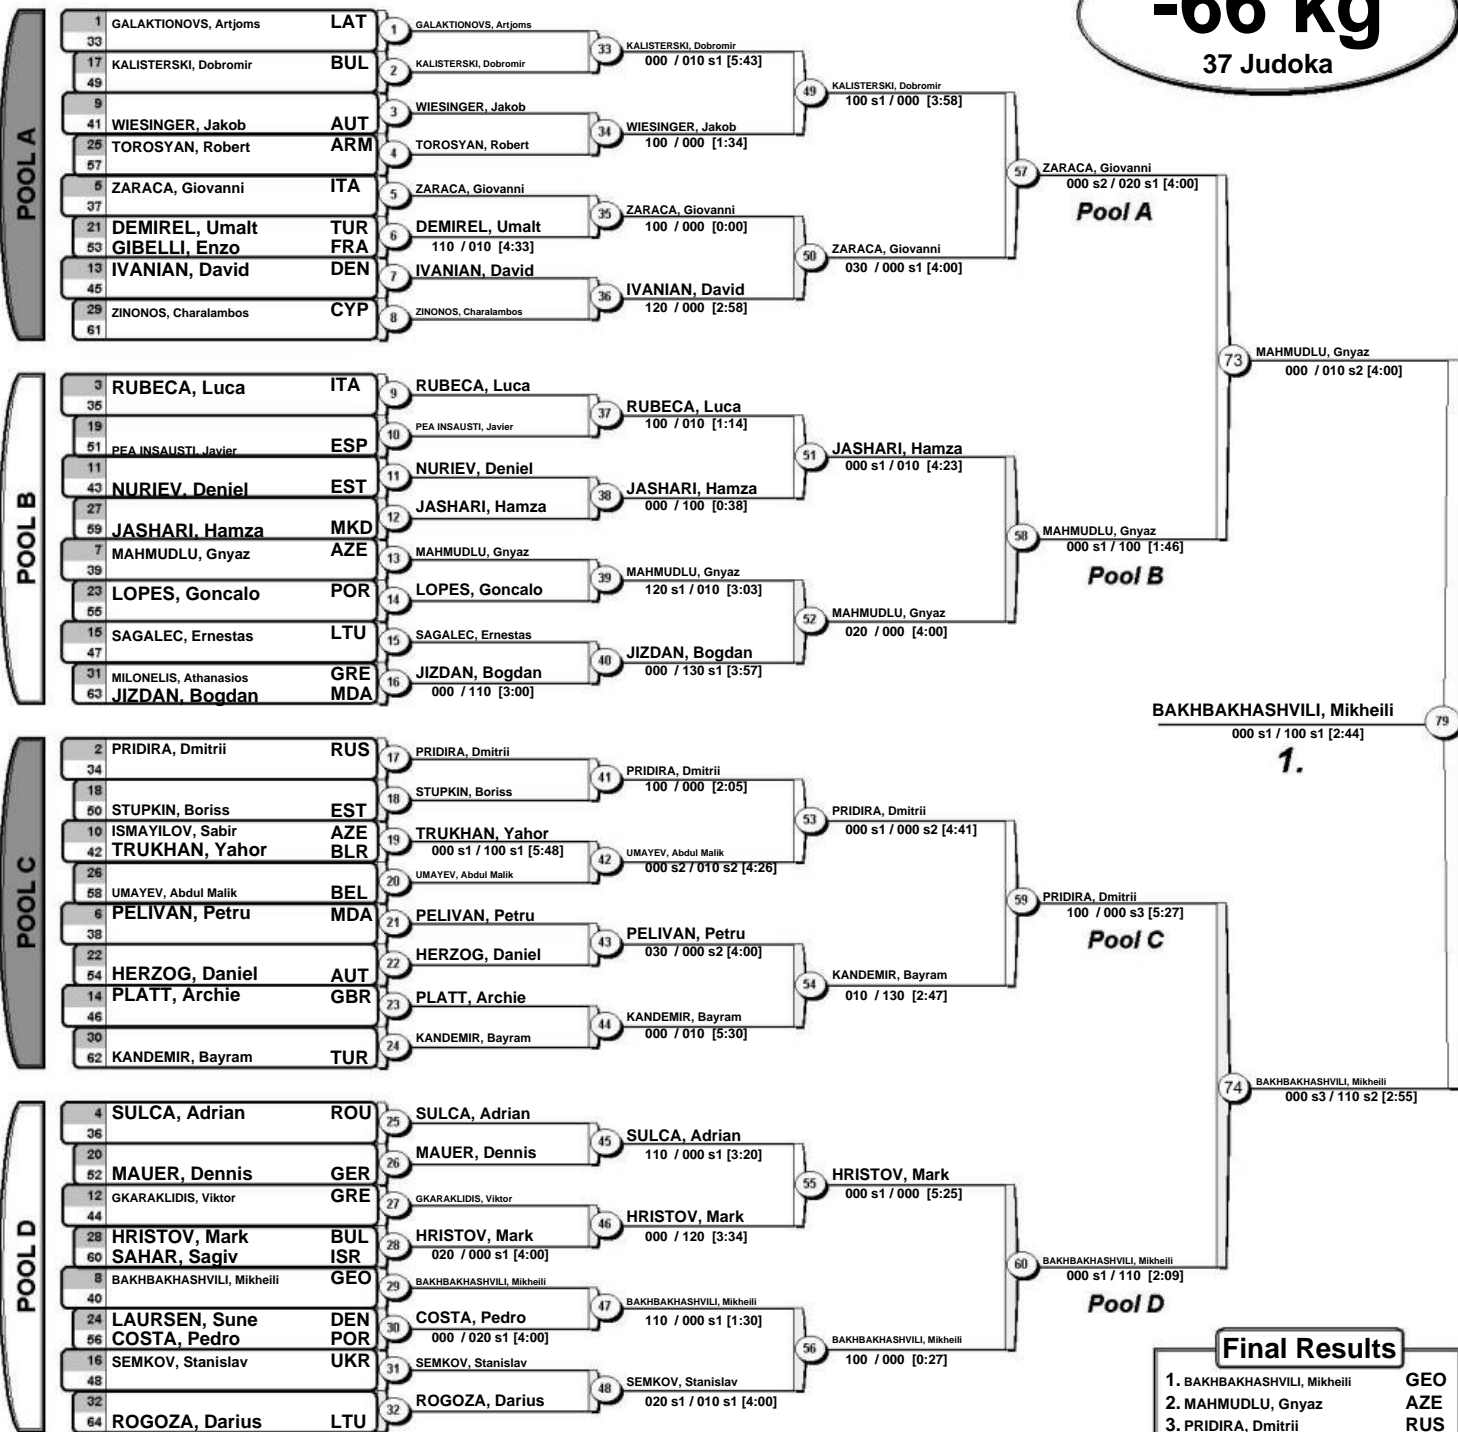 -66 kg
37 Judoka
POOL A
1 GALAKTIONOVS, Artjoms LAT
33
17 KALISTERSKI, Dobromir BUL
49
9
41 WIESINGER, Jakob AUT
25 TOROSYAN, Robert ARM
57
5 ZARACA, Giovanni ITA
37
21 DEMIREL, Umalt TUR
53 GIBELLI, Enzo FRA
13 IVANIAN, David DEN
45
29 ZINONOS, Charalambos CYP
61
1 GALAKTIONOVS, Artjoms
2 KALISTERSKI, Dobromir
3 WIESINGER, Jakob
4 TOROSYAN, Robert
5 ZARACA, Giovanni
6 DEMIREL, Umalt
110 / 010 [4:33]
7 IVANIAN, David
8 ZINONOS, Charalambos
33 KALISTERSKI, Dobromir
000 / 010 s1 [5:43]
34 WIESINGER, Jakob
100 / 000 [1:34]
35 ZARACA, Giovanni
100 / 000 [0:00]
36 IVANIAN, David
120 / 000 [2:58]
49 KALISTERSKI, Dobromir
100 s1 / 000 [3:58]
50 ZARACA, Giovanni
030 / 000 s1 [4:00]
57 ZARACA, Giovanni
000 s2 / 020 s1 [4:00]
Pool A
POOL B
3 RUBECA, Luca ITA
35
19
51 PEA INSAUSTI, Javier ESP
11
43 NURIEV, Deniel EST
27
59 JASHARI, Hamza MKD
7 MAHMUDLU, Gnyaz AZE
39
23 LOPES, Goncalo POR
55
15 SAGALEC, Ernestas LTU
47
31 MILONELIS, Athanasios GRE
63 JIZDAN, Bogdan MDA
9 RUBECA, Luca
10 PEA INSAUSTI, Javier
11 NURIEV, Deniel
12 JASHARI, Hamza
13 MAHMUDLU, Gnyaz
14 LOPES, Goncalo
15 SAGALEC, Ernestas
16 JIZDAN, Bogdan
000 / 110 [3:00]
37 RUBECA, Luca
100 / 010 [1:14]
38 JASHARI, Hamza
000 / 100 [0:38]
39 MAHMUDLU, Gnyaz
120 s1 / 010 [3:03]
40 JIZDAN, Bogdan
000 / 130 s1 [3:57]
51 JASHARI, Hamza
000 s1 / 010 [4:23]
52 MAHMUDLU, Gnyaz
020 / 000 [4:00]
58 MAHMUDLU, Gnyaz
000 s1 / 100 [1:46]
Pool B
73 MAHMUDLU, Gnyaz
000 / 010 s2 [4:00]
BAKHBAKHASHVILI, Mikheili 79
000 s1 / 100 s1 [2:44]
1.
POOL C
2 PRIDIRA, Dmitrii RUS
34
18
50 STUPKIN, Boriss EST
10 ISMAYILOV, Sabir AZE
42 TRUKHAN, Yahor BLR
26
58 UMAYEV, Abdul Malik BEL
6 PELIVAN, Petru MDA
38
22
54 HERZOG, Daniel AUT
14 PLATT, Archie GBR
46
30
62 KANDEMIR, Bayram TUR
17 PRIDIRA, Dmitrii
18 STUPKIN, Boriss
19 TRUKHAN, Yahor
000 s1 / 100 s1 [5:48]
20 UMAYEV, Abdul Malik
21 PELIVAN, Petru
22 HERZOG, Daniel
23 PLATT, Archie
24 KANDEMIR, Bayram
41 PRIDIRA, Dmitrii
100 / 000 [2:05]
42 UMAYEV, Abdul Malik
000 s2 / 010 s2 [4:26]
43 PELIVAN, Petru
030 / 000 s2 [4:00]
44 KANDEMIR, Bayram
000 / 010 [5:30]
53 PRIDIRA, Dmitrii
000 s1 / 000 s2 [4:41]
54 KANDEMIR, Bayram
010 / 130 [2:47]
59 PRIDIRA, Dmitrii
100 / 000 s3 [5:27]
Pool C
POOL D
4 SULCA, Adrian ROU
36
20
52 MAUER, Dennis GER
12 GKARAKLIDIS, Viktor GRE
44
28 HRISTOV, Mark BUL
60 SAHAR, Sagiv ISR
8 BAKHBAKHASHVILI, Mikheili GEO
40
24 LAURSEN, Sune DEN
56 COSTA, Pedro POR
16 SEMKOV, Stanislav UKR
48
32
64 ROGOZA, Darius LTU
25 SULCA, Adrian
26 MAUER, Dennis
27 GKARAKLIDIS, Viktor
28 HRISTOV, Mark
020 / 000 s1 [4:00]
29 BAKHBAKHASHVILI, Mikheili
30 COSTA, Pedro
000 / 020 s1 [4:00]
31 SEMKOV, Stanislav
32 ROGOZA, Darius
45 SULCA, Adrian
110 / 000 s1 [3:20]
46 HRISTOV, Mark
000 / 120 [3:34]
47 BAKHBAKHASHVILI, Mikheili
110 / 000 s1 [1:30]
48 SEMKOV, Stanislav
020 s1 / 010 s1 [4:00]
55 HRISTOV, Mark
000 s1 / 000 [5:25]
56 BAKHBAKHASHVILI, Mikheili
100 / 000 [0:27]
60 BAKHBAKHASHVILI, Mikheili
000 s1 / 110 [2:09]
Pool D
74 BAKHBAKHASHVILI, Mikheili
000 s3 / 110 s2 [2:55]
Final Results
1. BAKHBAKHASHVILI, Mikheili GEO
2. MAHMUDLU, Gnyaz AZE
3. PRIDIRA, Dmitrii RUS